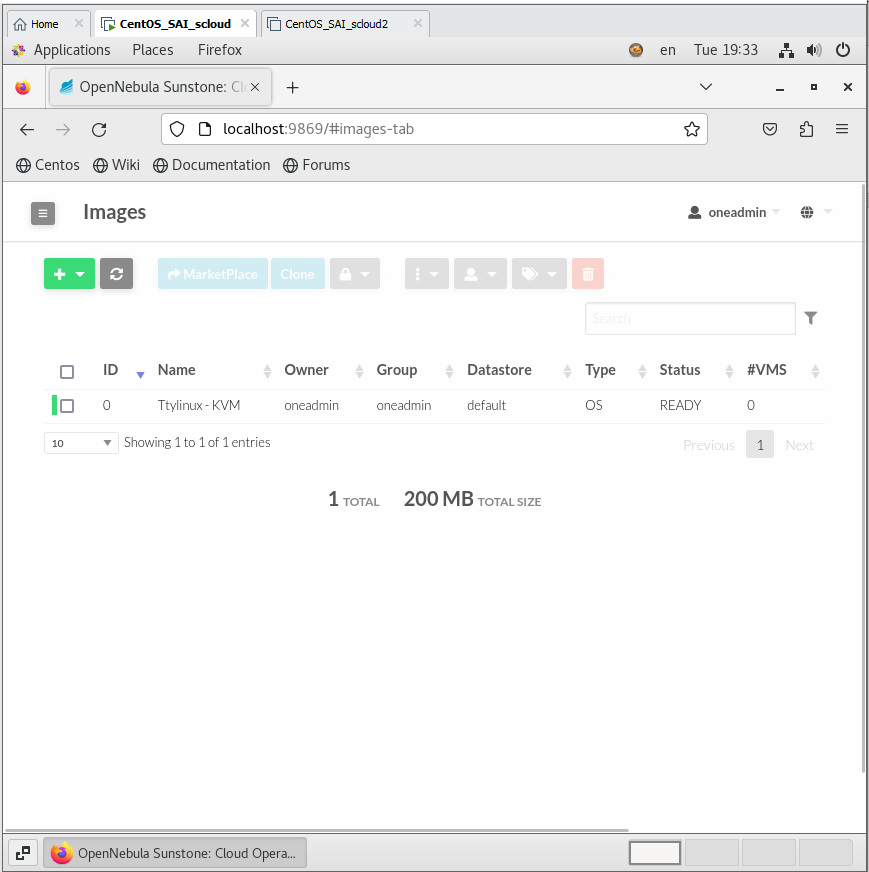 Home CentOS_SAI_scloud CentOS_SAI_scloud2
Applications Places Firefox en Tue 19:33
OpenNebula Sunstone: Cl
localhost:9869/#images-tab
Centos Wiki Documentation Forums
Images oneadmin
MarketPlace Clone
Search
ID Name Owner Group Datastore Type Status #VMS
0 Ttylinux - KVM oneadmin oneadmin default OS READY 0
10 Showing 1 to 1 of 1 entries Previous 1 Next
1 TOTAL 200 MB TOTAL SIZE
OpenNebula Sunstone: Cloud Opera...